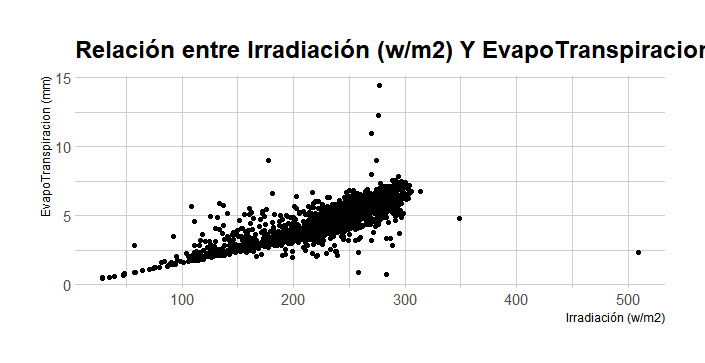 Relación entre Irradiación (w/m2) Y EvapoTranspiracion
EvapoTranspiracion (mm)
15
10
5
0
100 200 300 400 500
Irradiación (w/m2)